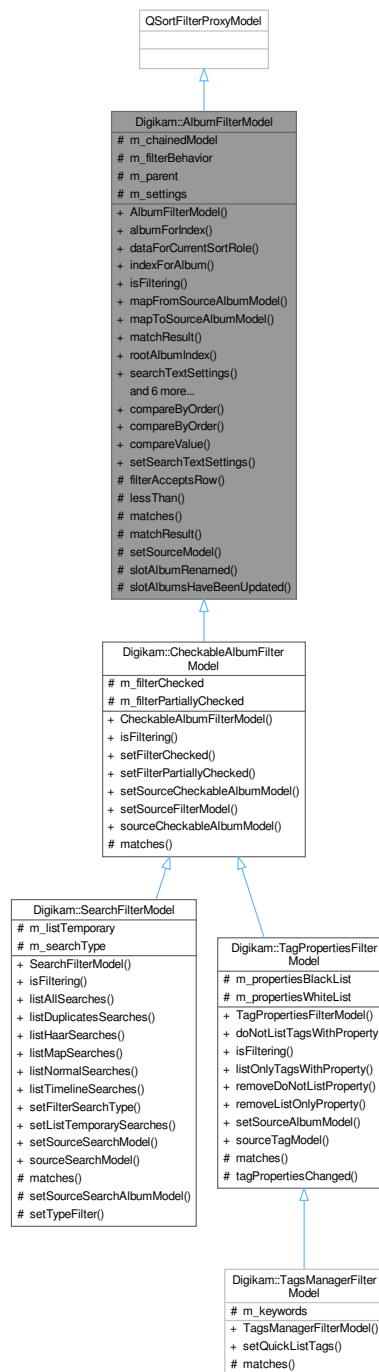 QSortFilterProxyModel
Digikam::AlbumFilterModel
# m_chainedModel
# m_filterBehavior
# m_parent
# m_settings
+ AlbumFilterModel()
+ albumForIndex()
+ dataForCurrentSortRole()
+ indexForAlbum()
+ isFiltering()
+ mapFromSourceAlbumModel()
+ mapToSourceAlbumModel()
+ matchResult()
+ rootAlbumIndex()
+ searchTextSettings()
and 6 more...
+ compareByOrder()
+ compareByOrder()
+ compareValue()
+ setSearchTextSettings()
# filterAcceptsRow()
# lessThan()
# matches()
# matchResult()
# setSourceModel()
# slotAlbumRenamed()
# slotAlbumsHaveBeenUpdated()
Digikam::CheckableAlbumFilter
Model
# m_filterChecked
# m_filterPartiallyChecked
+ CheckableAlbumFilterModel()
+ isFiltering()
+ setFilterChecked()
+ setFilterPartiallyChecked()
+ setSourceCheckableAlbumModel()
+ setSourceFilterModel()
+ sourceCheckableAlbumModel()
# matches()
Digikam::SearchFilterModel
# m_listTemporary
# m_searchType
+ SearchFilterModel()
+ isFiltering()
+ listAllSearches()
+ listDuplicatesSearches()
+ listHaarSearches()
+ listMapSearches()
+ listNormalSearches()
+ listTimelineSearches()
+ setFilterSearchType()
+ setListTemporarySearches()
+ setSourceSearchModel()
+ sourceSearchModel()
# matches()
# setSourceSearchAlbumModel()
# setTypeFilter()
Digikam::TagPropertiesFilter
Model
# m_propertiesBlackList
# m_propertiesWhiteList
+ TagPropertiesFilterModel()
+ doNotListTagsWithProperty
+ isFiltering()
+ listOnlyTagsWithProperty()
+ removeDoNotListProperty()
+ removeListOnlyProperty()
+ setSourceAlbumModel()
+ sourceTagModel()
# matches()
# tagPropertiesChanged()
Digikam::TagsManagerFilter
Model
# m_keywords
+ TagsManagerFilterModel()
+ setQuickListTags()
# matches()